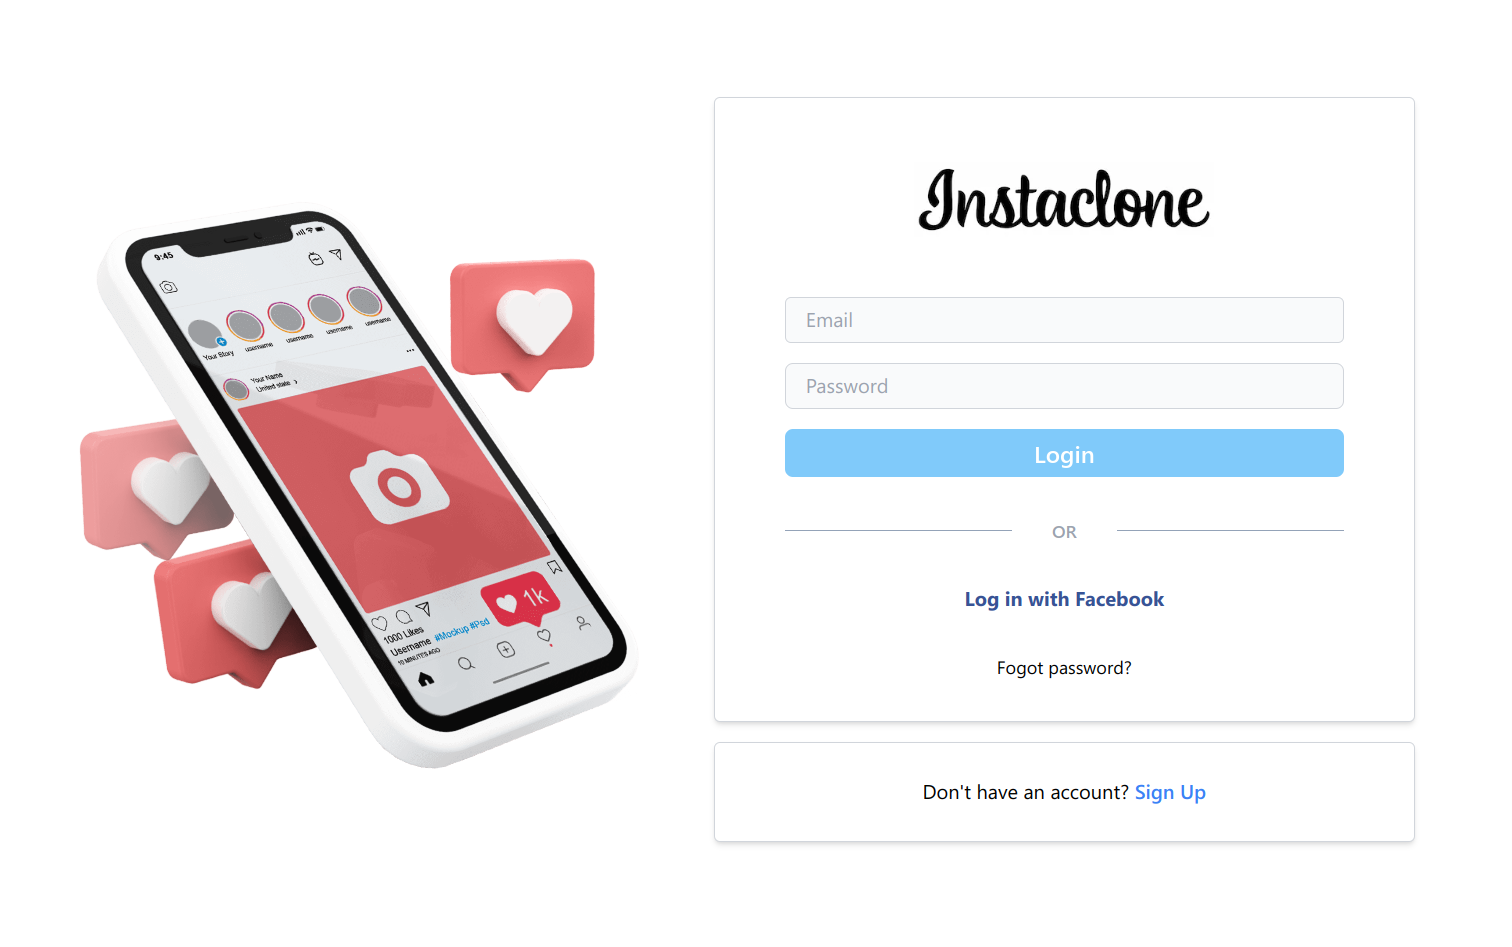 9:45
Your Story
username
username
username
username
Your Name
United state >
1k
1000 Likes
Username #Mockup #Psd
10 MINUTES AGO
Instaclone
Email
Password
Login
OR
Log in with Facebook
Fogot password?
Don't have an account? Sign Up